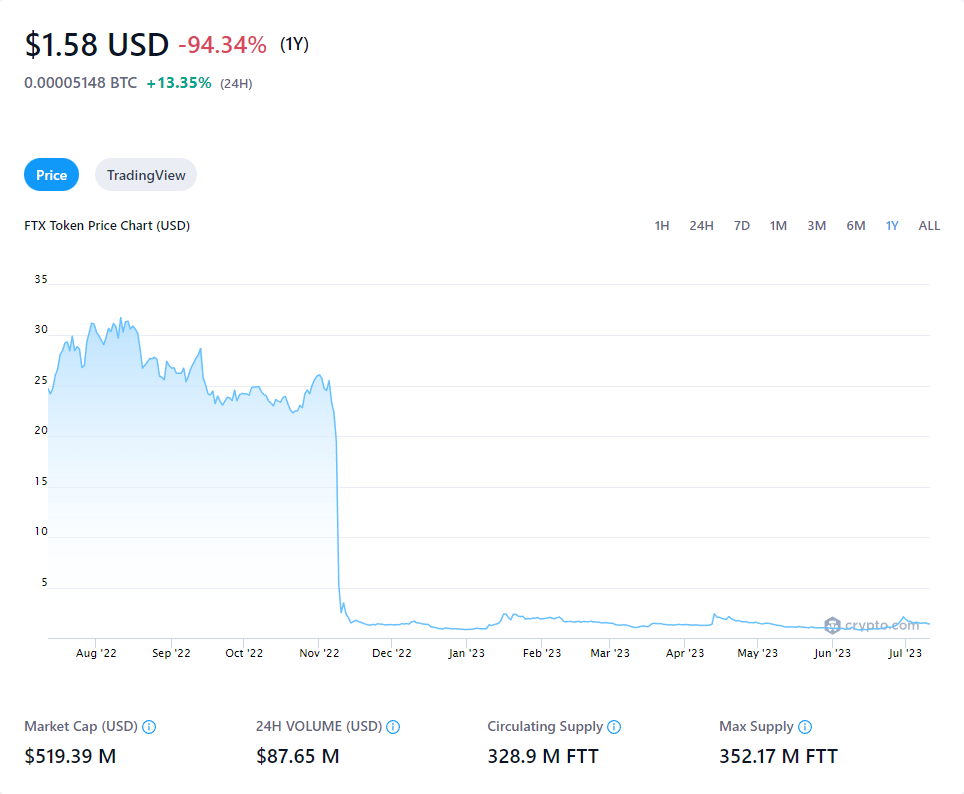 $1.58 USD -94.34% (1Y)
0.00005148 BTC +13.35% (24H)
Price TradingView
FTX Token Price Chart (USD) 1H 24H 7D 1M 3M 6M 1Y ALL
35
30
25
20
15
10
5
crypto.com
Aug '22 Sep '22 Oct '22 Nov '22 Dec '22 Jan '23 Feb '23 Mar '23 Apr '23 May '23 Jun '23 Jul '23
Market Cap (USD) 24H VOLUME (USD) Circulating Supply Max Supply
$519.39 M $87.65 M 328.9 M FTT 352.17 M FTT